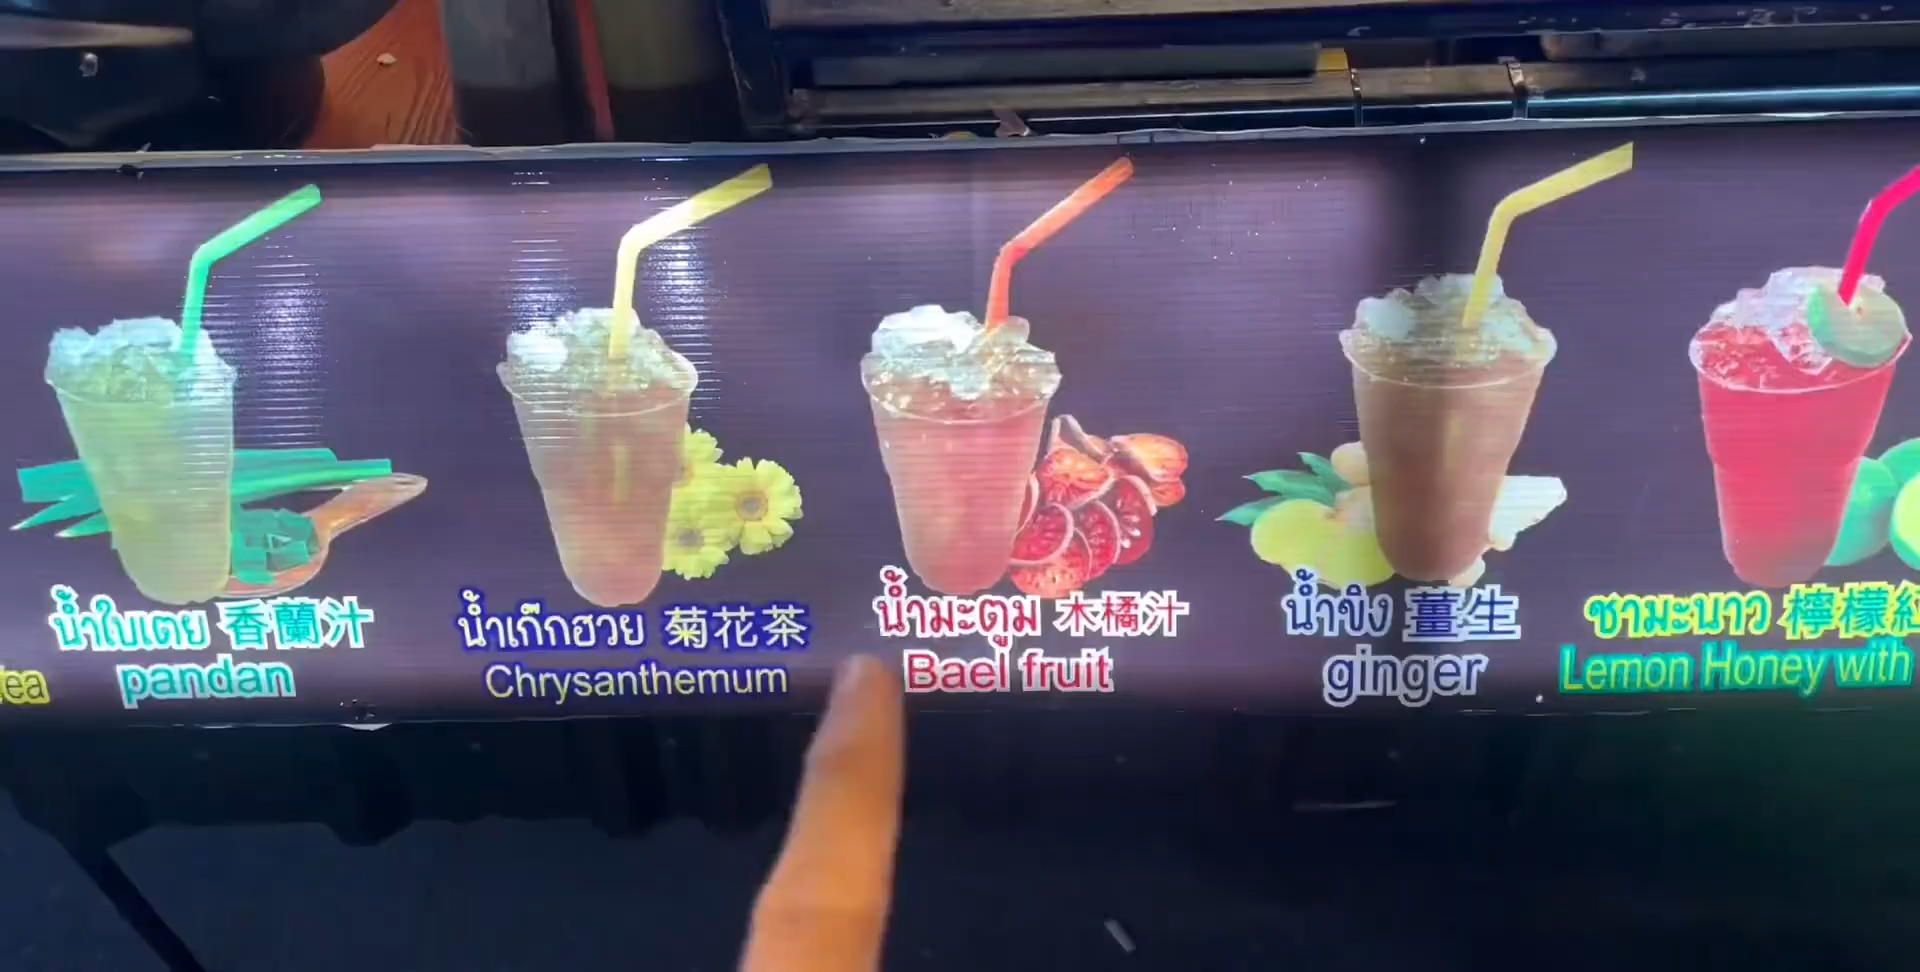 น้ำใบเตย 香蘭汁
pandan
น้ำเก๊กฮวย 菊花茶
Chrysanthemum
น้ำมะตูม 木橘汁
Bael fruit
น้ำขิง 薑生
ginger
ชามะนาว 檸檬紅
Lemon Honey with